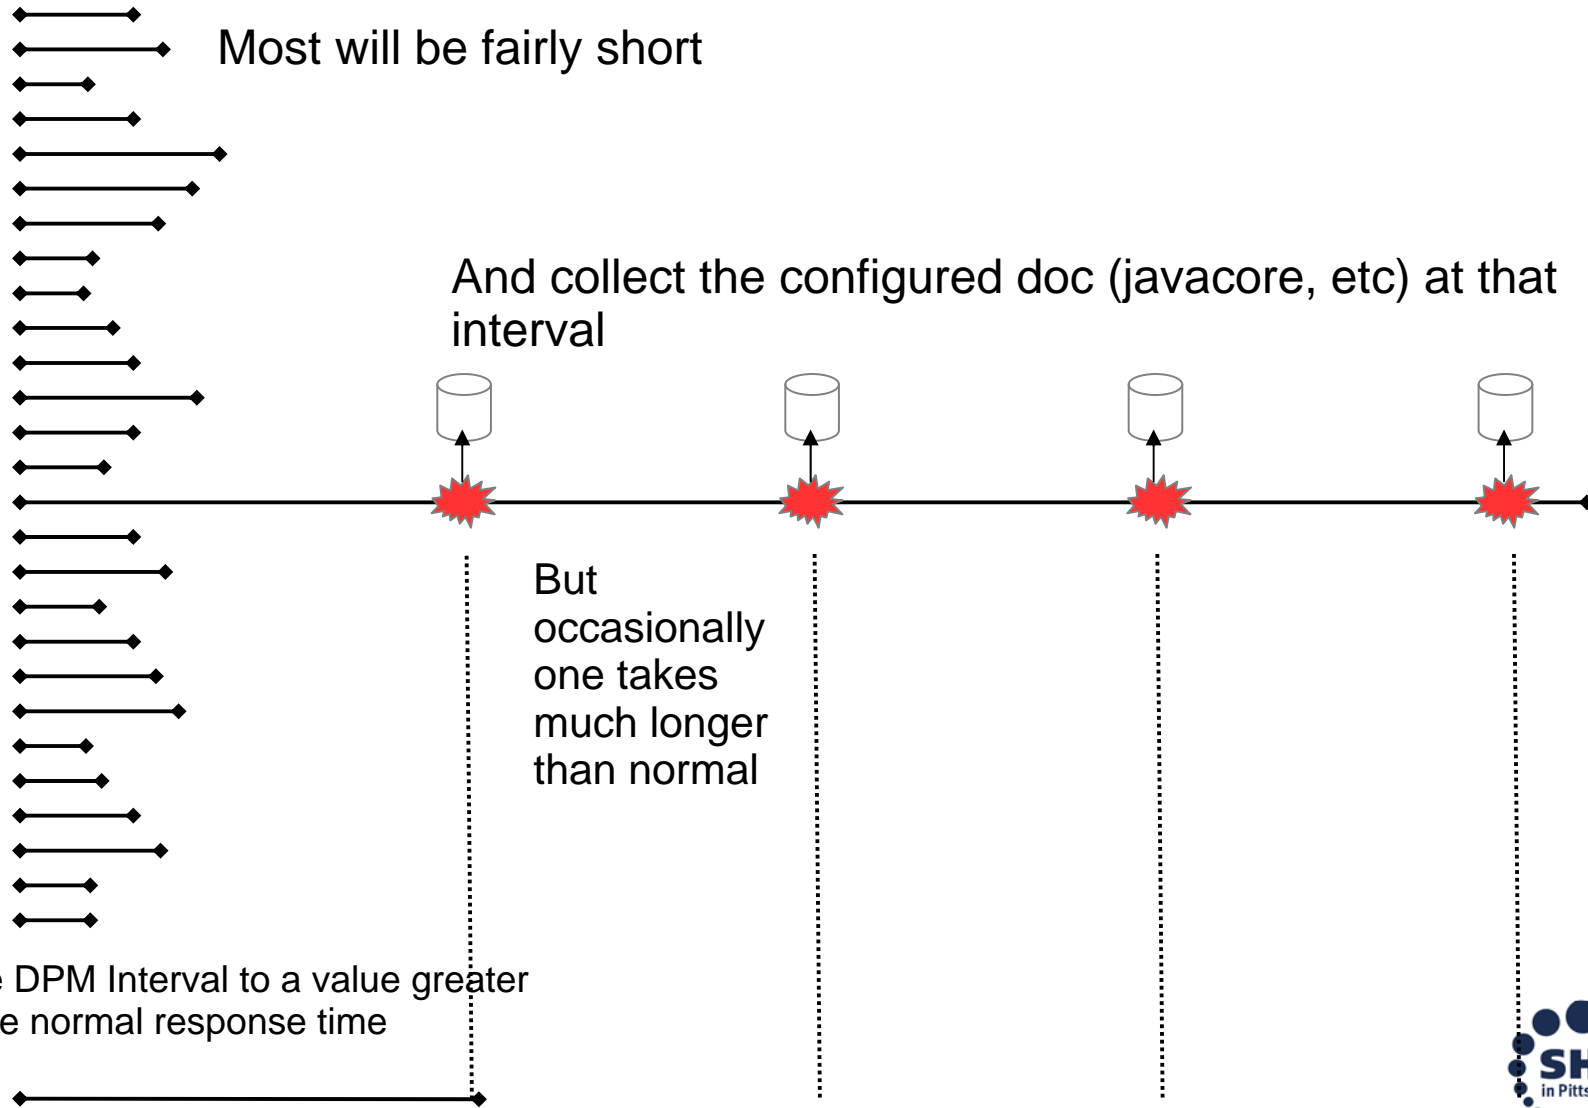 Most will be fairly short
And collect the configured doc (javacore, etc) at that
interval
But
occasionally
one takes
much longer
than normal
DPM Interval to a value greater
normal response time
SH
in Pitts